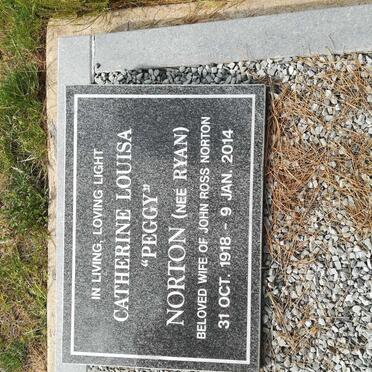 IN LIVING, LOVING LIGHT
CATHERINE LOUISA
"PEGGY"
NORTON (NEE RYAN)
BELOVED WIFE OF JOHN ROSS NORTON
31 OCT. 1918 - 9 JAN. 2014